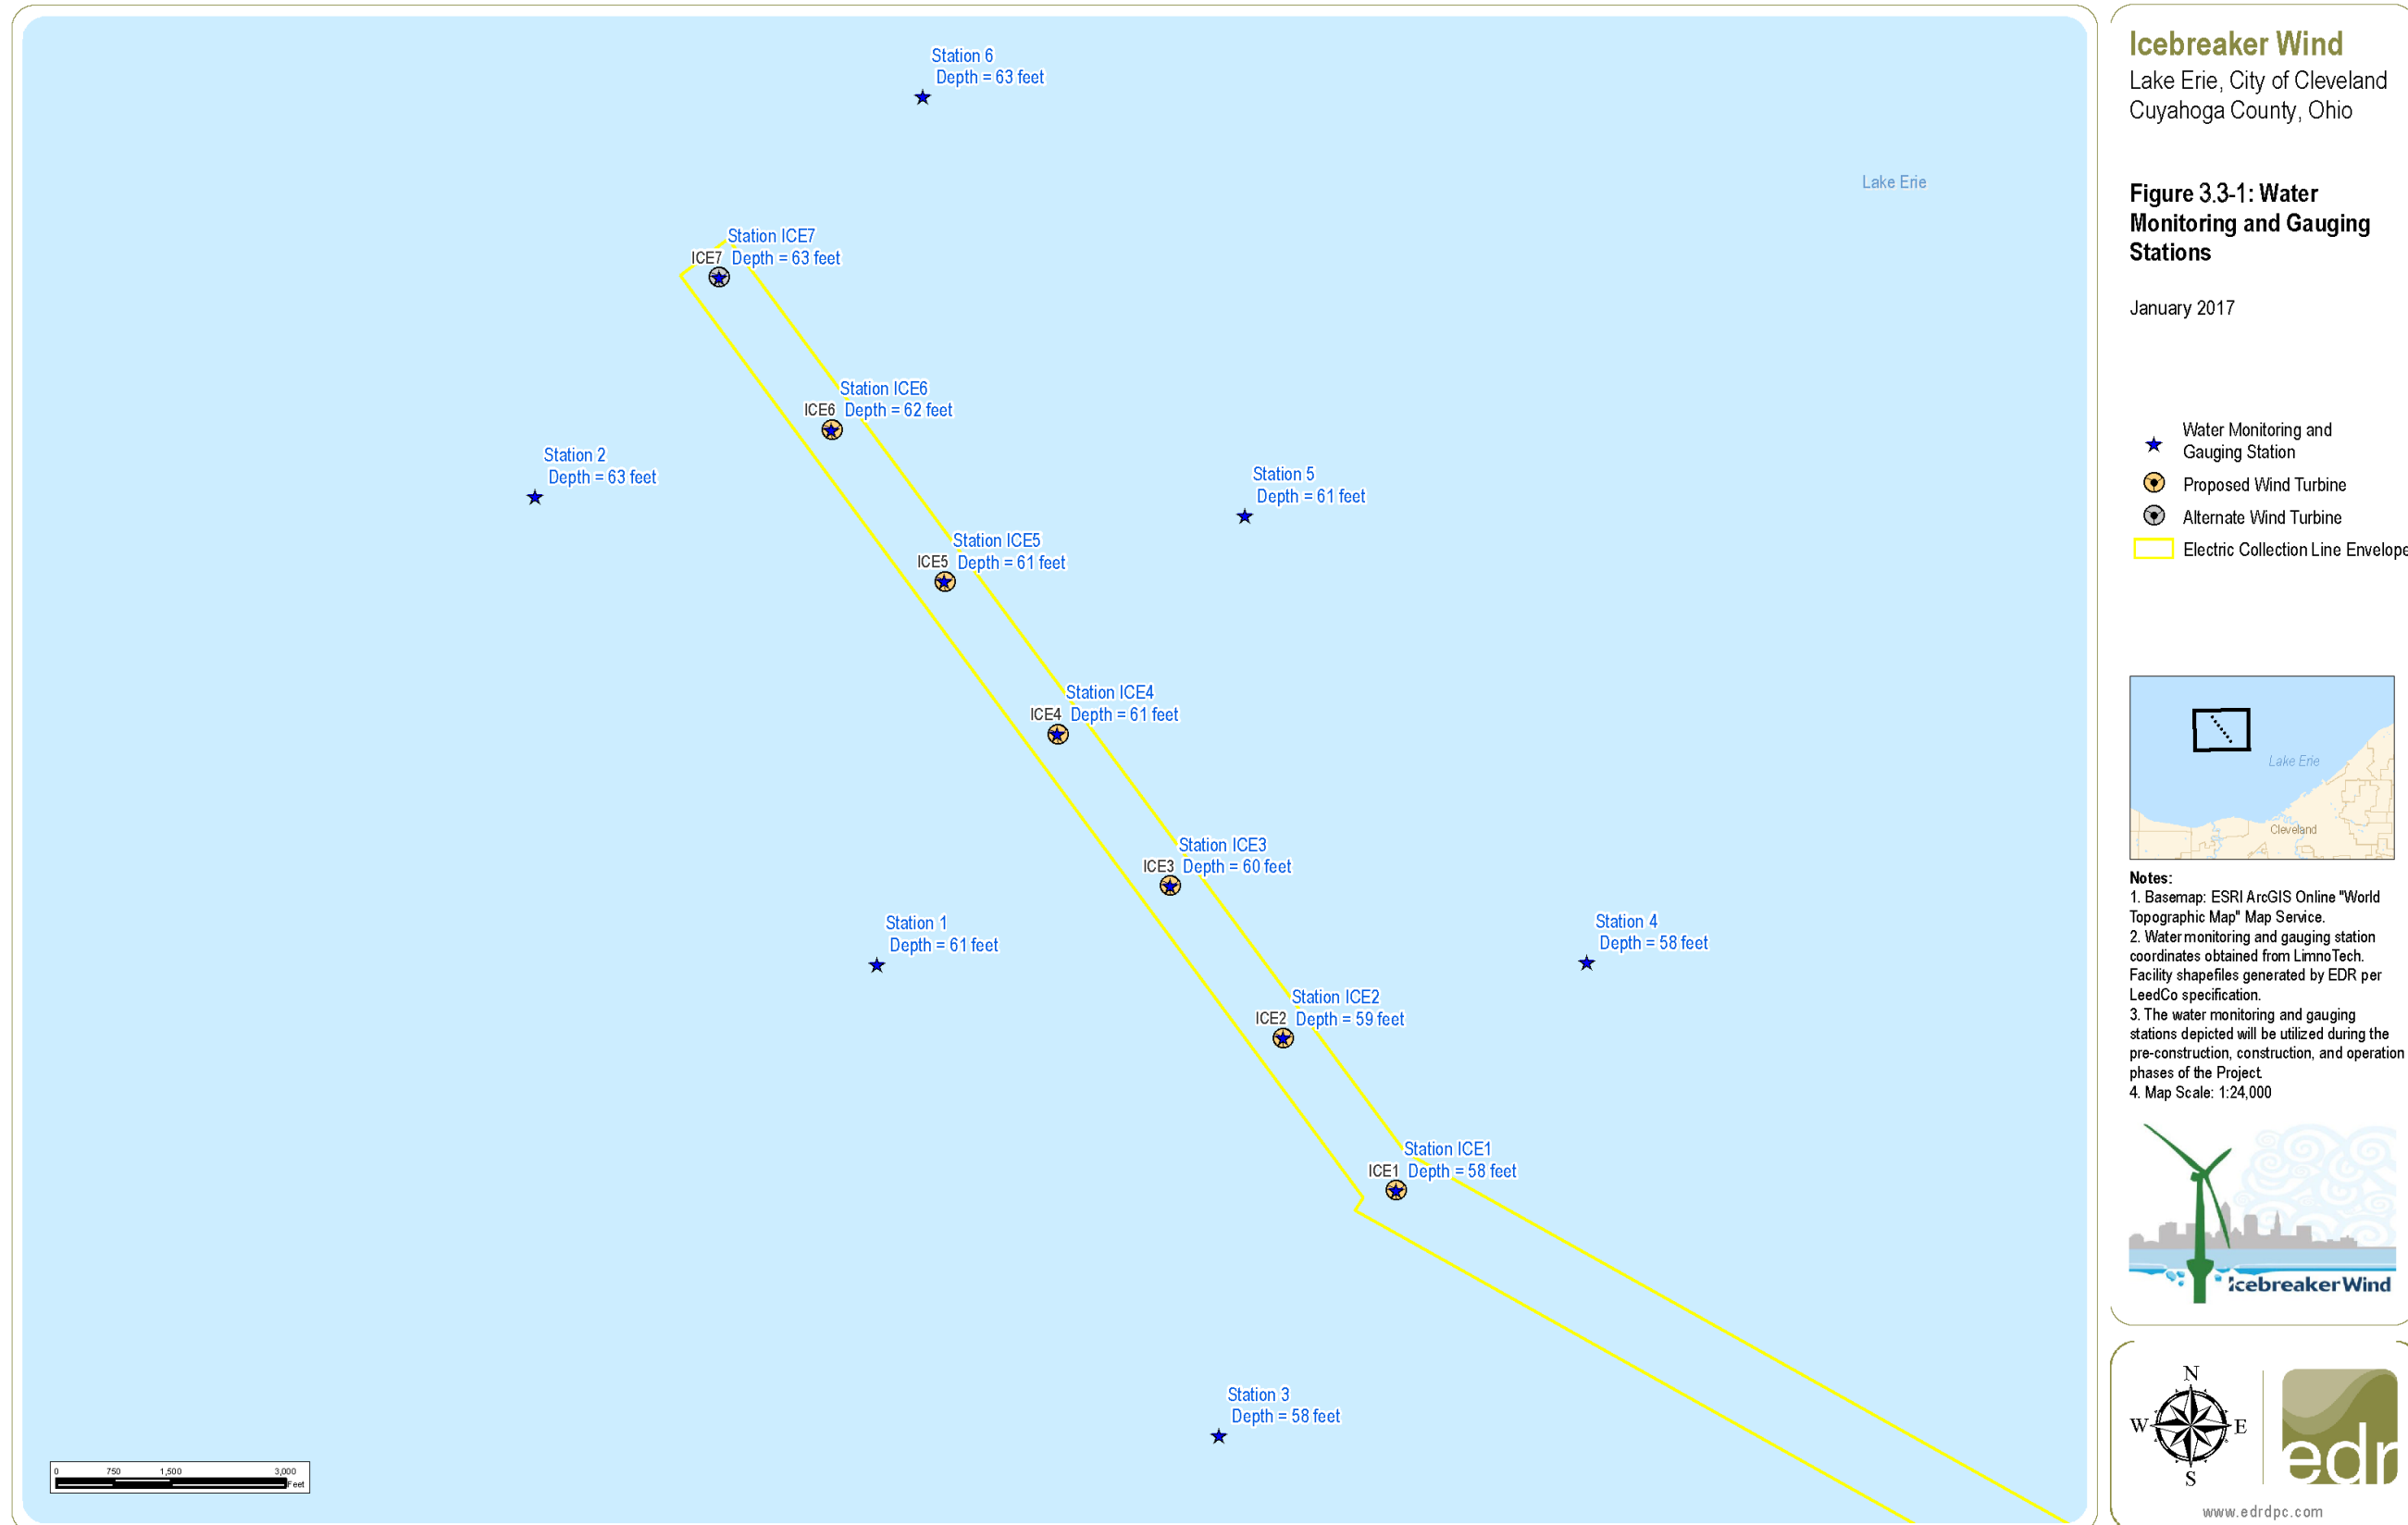 Station 6
Depth = 63 feet
Lake Erie
Station ICE7
ICE7 Depth = 63 feet
Station ICE6
ICE6 Depth = 62 feet
Station 2
Depth = 63 feet
Station 5
Depth = 61 feet
Station ICE5
ICE5 Depth = 61 feet
Station ICE4
ICE4 Depth = 61 feet
Station ICE3
ICE3 Depth = 60 feet
Station 1
Depth = 61 feet
Station 4
Depth = 58 feet
Station ICE2
ICE2 Depth = 59 feet
Station ICE1
ICE1 Depth = 58 feet
Station 3
Depth = 58 feet
0 750 1,500 3,000
Feet
Icebreaker Wind
Lake Erie, City of Cleveland
Cuyahoga County, Ohio
Figure 3.3-1: Water
Monitoring and Gauging
Stations
January 2017
Water Monitoring and
Gauging Station
Proposed Wind Turbine
Alternate Wind Turbine
Electric Collection Line Envelope
Lake Erie
Cleveland
Notes:
1. Basemap: ESRI ArcGIS Online "World
Topographic Map" Map Service.
2. Water monitoring and gauging station
coordinates obtained from LimnoTech.
Facility shapefiles generated by EDR per
LeedCo specification.
3. The water monitoring and gauging
stations depicted will be utilized during the
pre-construction, construction, and operation
phases of the Project.
4. Map Scale: 1:24,000
Icebreaker Wind
N
W E
S
edr
www.edrdpc.com